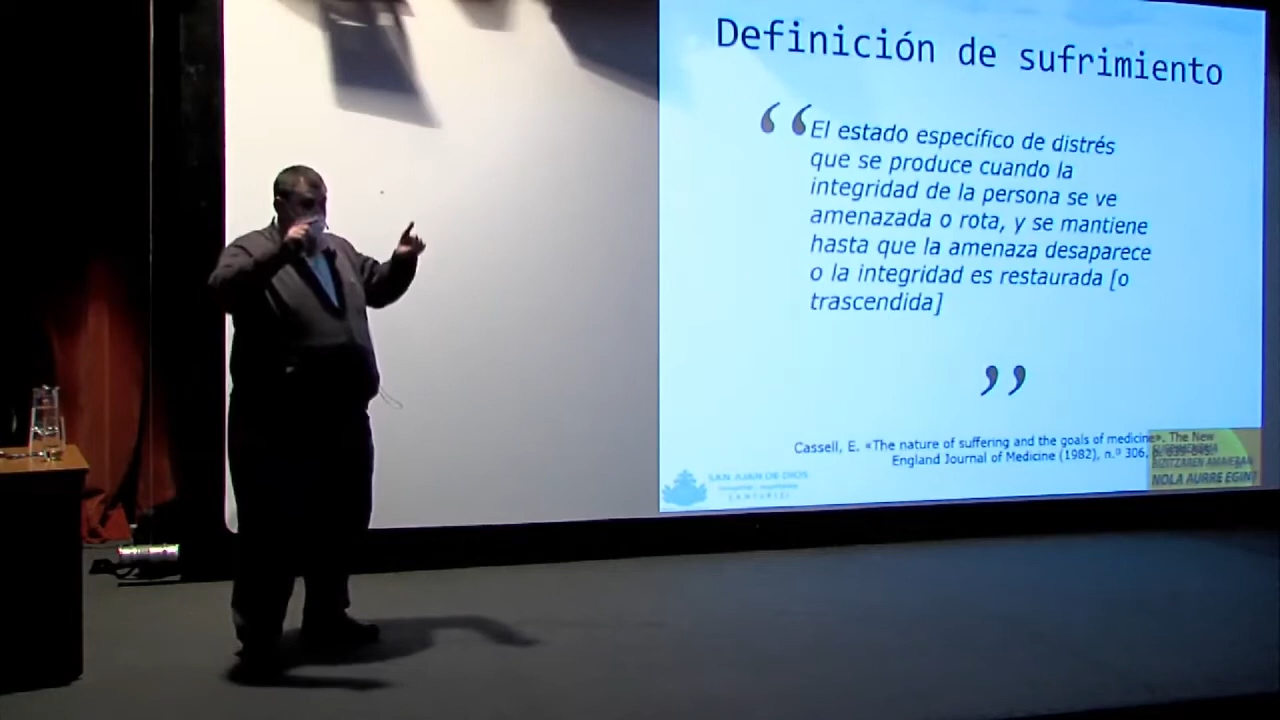 Definición de sufrimiento
“El estado específico de distrés
que se produce cuando la
integridad de la persona se ve
amenazada o rota, y se mantiene
hasta que la amenaza desaparece
o la integridad es restaurada [o
trascendida]
”
Cassell, E. «The nature of suffering and the goals of medicine». The New
England Journal of Medicine (1982), n.º 306,
SAN JUAN DE DIOS
SANTURTZI
BIZITZAREN AMAIERAN
NOLA AURRE EGIN?